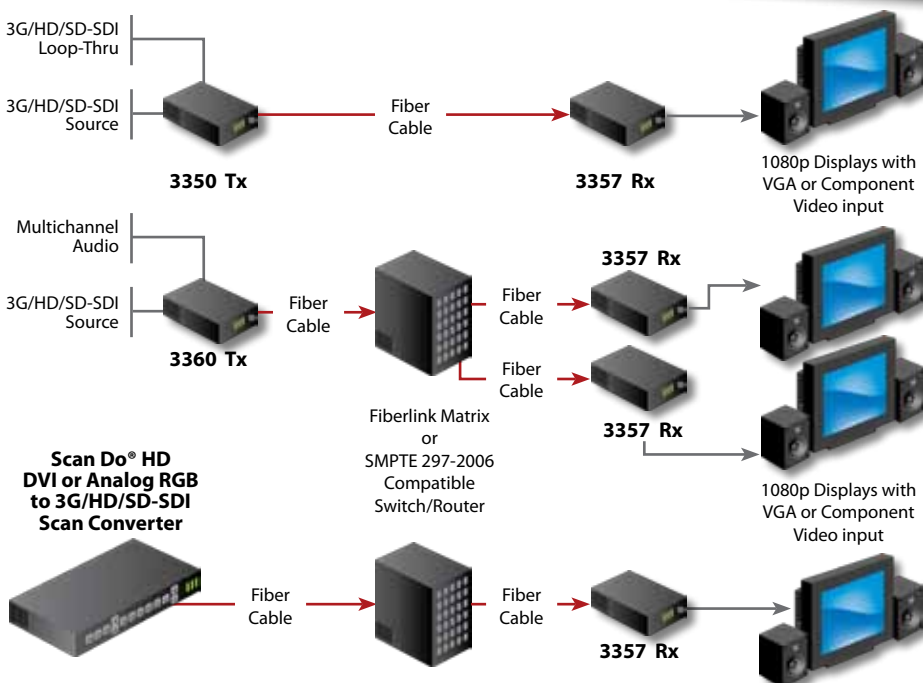 3G/HD/SD-SDI
Loop-Thru
3G/HD/SD-SDI
Source
3350 Tx
Fiber
Cable
3357 Rx
1080p Displays with
VGA or Component
Video input
Multichannel
Audio
3G/HD/SD-SDI
Source
3360 Tx
Fiber
Cable
Fiberlink Matrix
or
SMPTE 297-2006
Compatible
Switch/Router
Fiber
Cable
3357 Rx
Fiber
Cable
3357 Rx
1080p Displays with
VGA or Component
Video input
Scan Do® HD
DVI or Analog RGB
to 3G/HD/SD-SDI
Scan Converter
Fiber
Cable
Fiber
Cable
3357 Rx